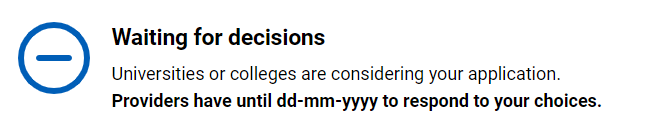 Waiting for decisions
Universities or colleges are considering your application.
Providers have until dd-mm-yyyy to respond to your choices.